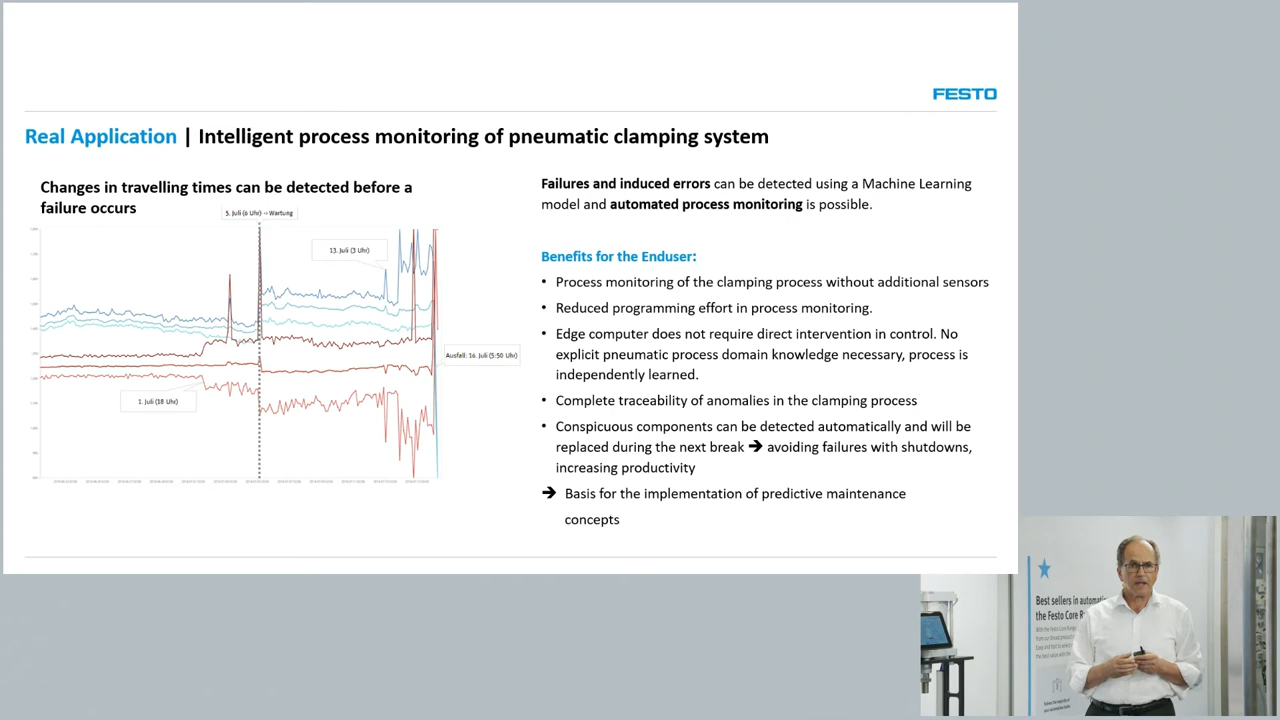 FESTO
Real Application | Intelligent process monitoring of pneumatic clamping system
Changes in travelling times can be detected before a
failure occurs
5. Juli (6 Uhr) -> Wartung
13. Juli (3 Uhr)
Ausfall: 16. Juli (5:50 Uhr)
1. Juli (18 Uhr)
Failures and induced errors can be detected using a Machine Learning
model and automated process monitoring is possible.
Benefits for the Enduser:
• Process monitoring of the clamping process without additional sensors
• Reduced programming effort in process monitoring.
• Edge computer does not require direct intervention in control. No
explicit pneumatic process domain knowledge necessary, process is
independently learned.
• Complete traceability of anomalies in the clamping process
• Conspicuous components can be detected automatically and will be
replaced during the next break ➔ avoiding failures with shutdowns,
increasing productivity
➔ Basis for the implementation of predictive maintenance
concepts
Best sellers in automati
the Festo Core R